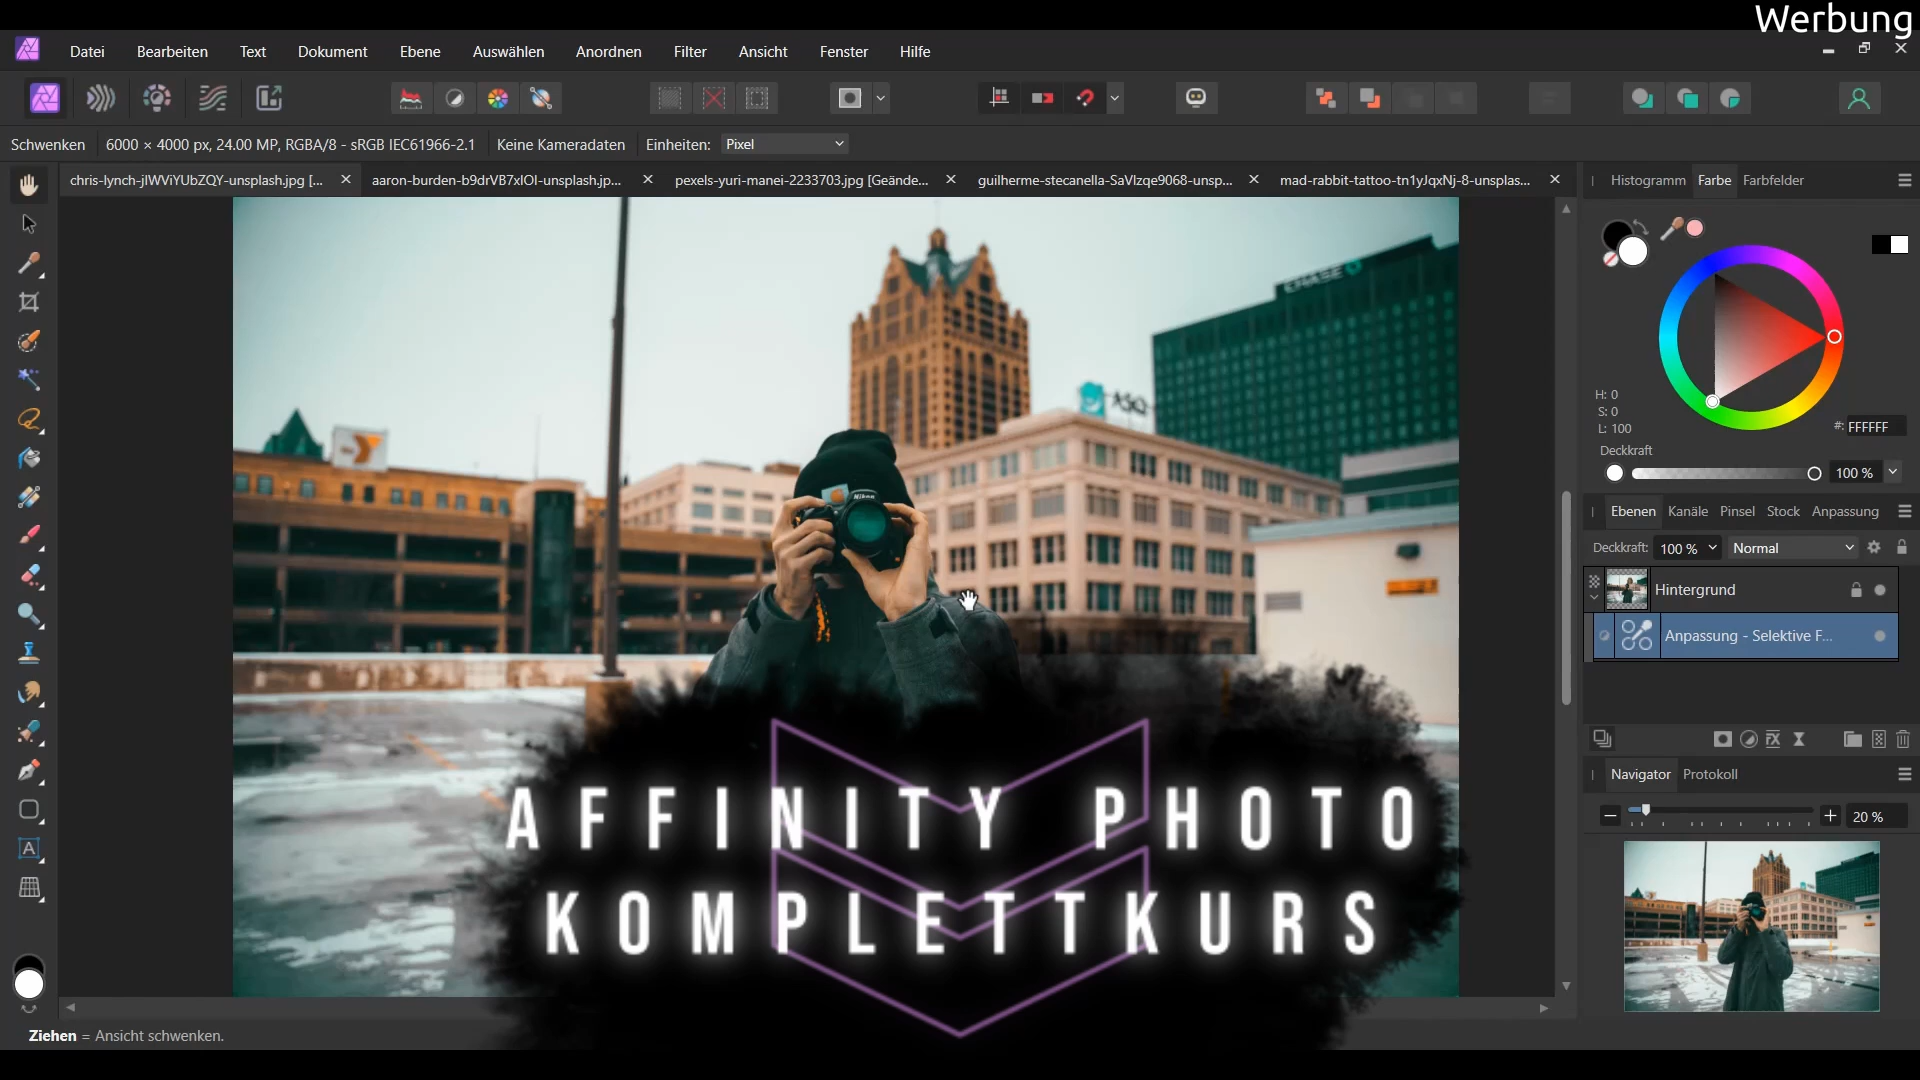 Werbung
Datei Bearbeiten Text Dokument Ebene Auswählen Anordnen Filter Ansicht Fenster Hilfe
Schwenken 6000 × 4000 px, 24.00 MP, RGBA/8 - sRGB IEC61966-2.1 Keine Kameradaten Einheiten: Pixel
chris-lynch-jIWViYUbZQY-unsplash.jpg [... aaron-burden-b9drVB7xIOI-unsplash.jp... pexels-yuri-manei-2233703.jpg [Geände... guilherme-stecanella-SaVlzqe9068-unsp... mad-rabbit-tattoo-tn1yJqxNj-8-unsplas...
Histogramm Farbe Farbfelder
CHASE
ASQ
Nikon
H: 0
S: 0
L: 100
#: FFFFFF
Deckkraft
100 %
Ebenen Kanäle Pinsel Stock Anpassung
Deckkraft: 100 % Normal
Hintergrund
Anpassung - Selektive F...
Navigator Protokoll
20 %
AFFINITY PHOTO
KOMPLETTKURS
Ziehen = Ansicht schwenken.